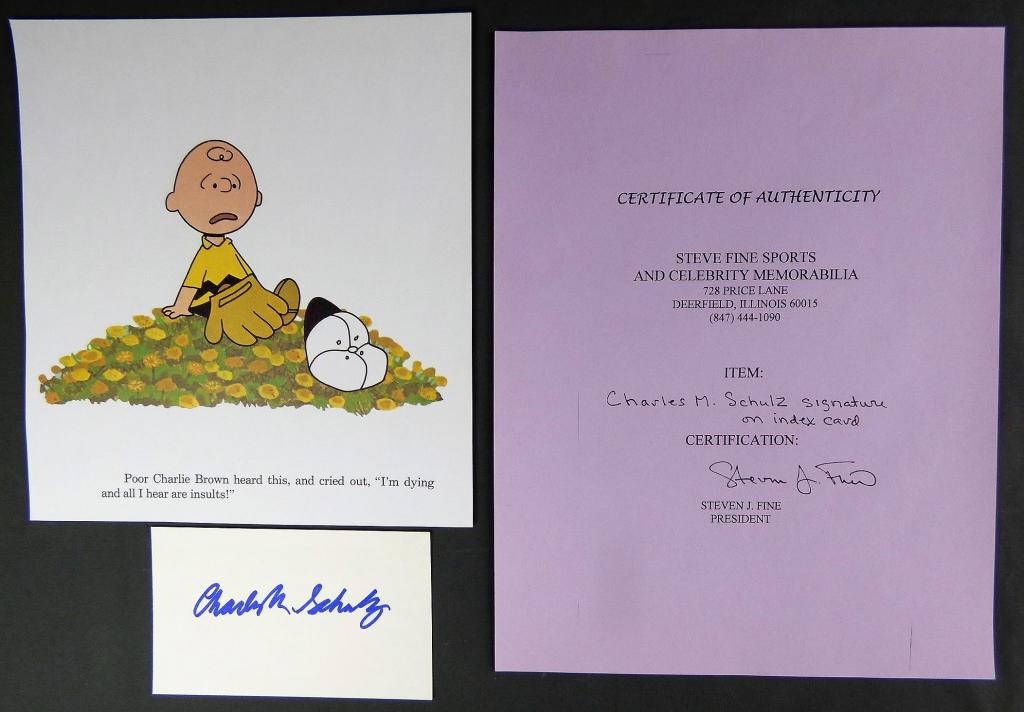 Poor Charlie Brown heard this, and cried out, “I'm dying
and all I hear are insults!”
Charles M. Schulz
CERTIFICATE OF AUTHENTICITY
STEVE FINE SPORTS
AND CELEBRITY MEMORABILIA
728 PRICE LANE
DEERFIELD, ILLINOIS 60015
(847) 444-1090
ITEM:
Charles M. Schulz signature
on index card
CERTIFICATION:
Steven J. Fine
STEVEN J. FINE
PRESIDENT